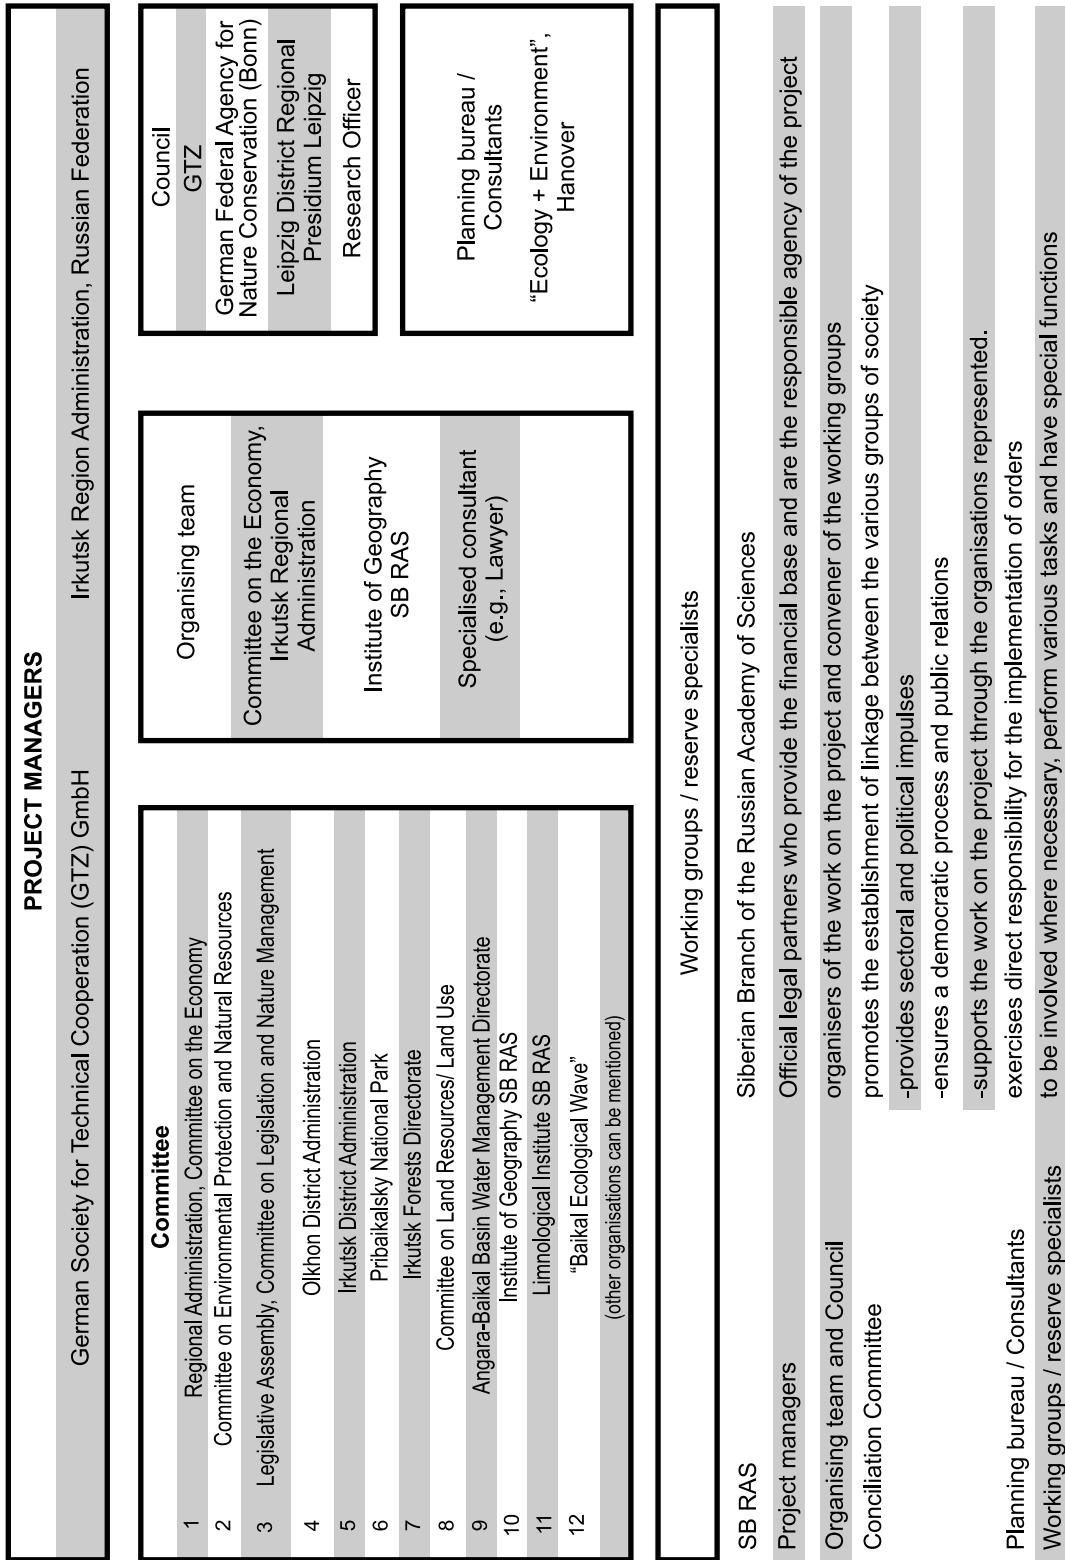 PROJECT MANAGERS
German Society for Technical Cooperation (GTZ) GmbH
Irkutsk Region Administration, Russian Federation
Committee
1 Regional Administration, Committee on the Economy
2 Committee on Environmental Protection and Natural Resources
3 Legislative Assembly, Committee on Legislation and Nature Management
4 Olkhon District Administration
5 Irkutsk District Administration
6 Pribaikalsky National Park
7 Irkutsk Forests Directorate
8 Committee on Land Resources/ Land Use
9 Angara-Baikal Basin Water Management Directorate
10 Institute of Geography SB RAS
11 Limnological Institute SB RAS
12 “Baikal Ecological Wave”
(other organisations can be mentioned)
Organising team
Committee on the Economy,
Irkutsk Regional
Administration
Institute of Geography
SB RAS
Specialised consultant
(e.g., Lawyer)
Council
GTZ
German Federal Agency for
Nature Conservation (Bonn)
Leipzig District Regional
Presidium Leipzig
Research Officer
Planning bureau /
Consultants
“Ecology + Environment”,
Hanover
Working groups / reserve specialists
SB RAS Siberian Branch of the Russian Academy of Sciences
Project managers Official legal partners who provide the financial base and are the responsible agency of the project
Organising team and Council organisers of the work on the project and convener of the working groups
Conciliation Committee promotes the establishment of linkage between the various groups of society
-provides sectoral and political impulses
-ensures a democratic process and public relations
-supports the work on the project through the organisations represented.
Planning bureau / Consultants exercises direct responsibility for the implementation of orders
Working groups / reserve specialists to be involved where necessary, perform various tasks and have special functions